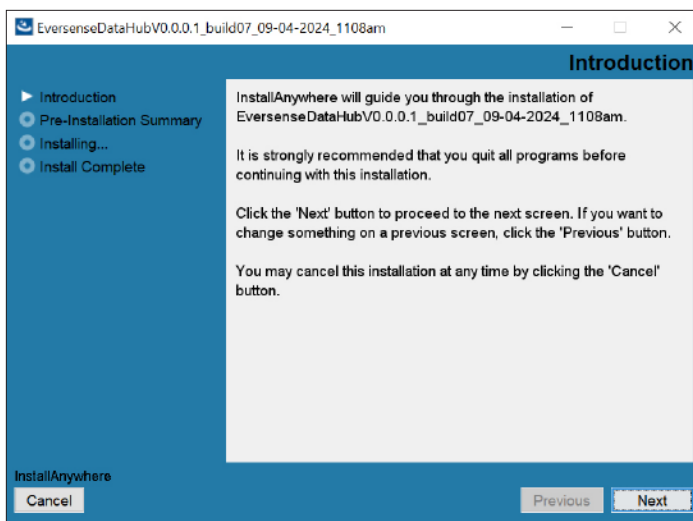 EversenseDataHubV0.0.0.1_build07_09-04-2024_1108am
Introduction
Introduction
Pre-Installation Summary
Installing...
Install Complete
InstallAnywhere will guide you through the installation of
EversenseDataHubV0.0.0.1_build07_09-04-2024_1108am.
It is strongly recommended that you quit all programs before
continuing with this installation.
Click the 'Next' button to proceed to the next screen. If you want to
change something on a previous screen, click the 'Previous' button.
You may cancel this installation at any time by clicking the 'Cancel'
button.
InstallAnywhere
Cancel
Previous
Next